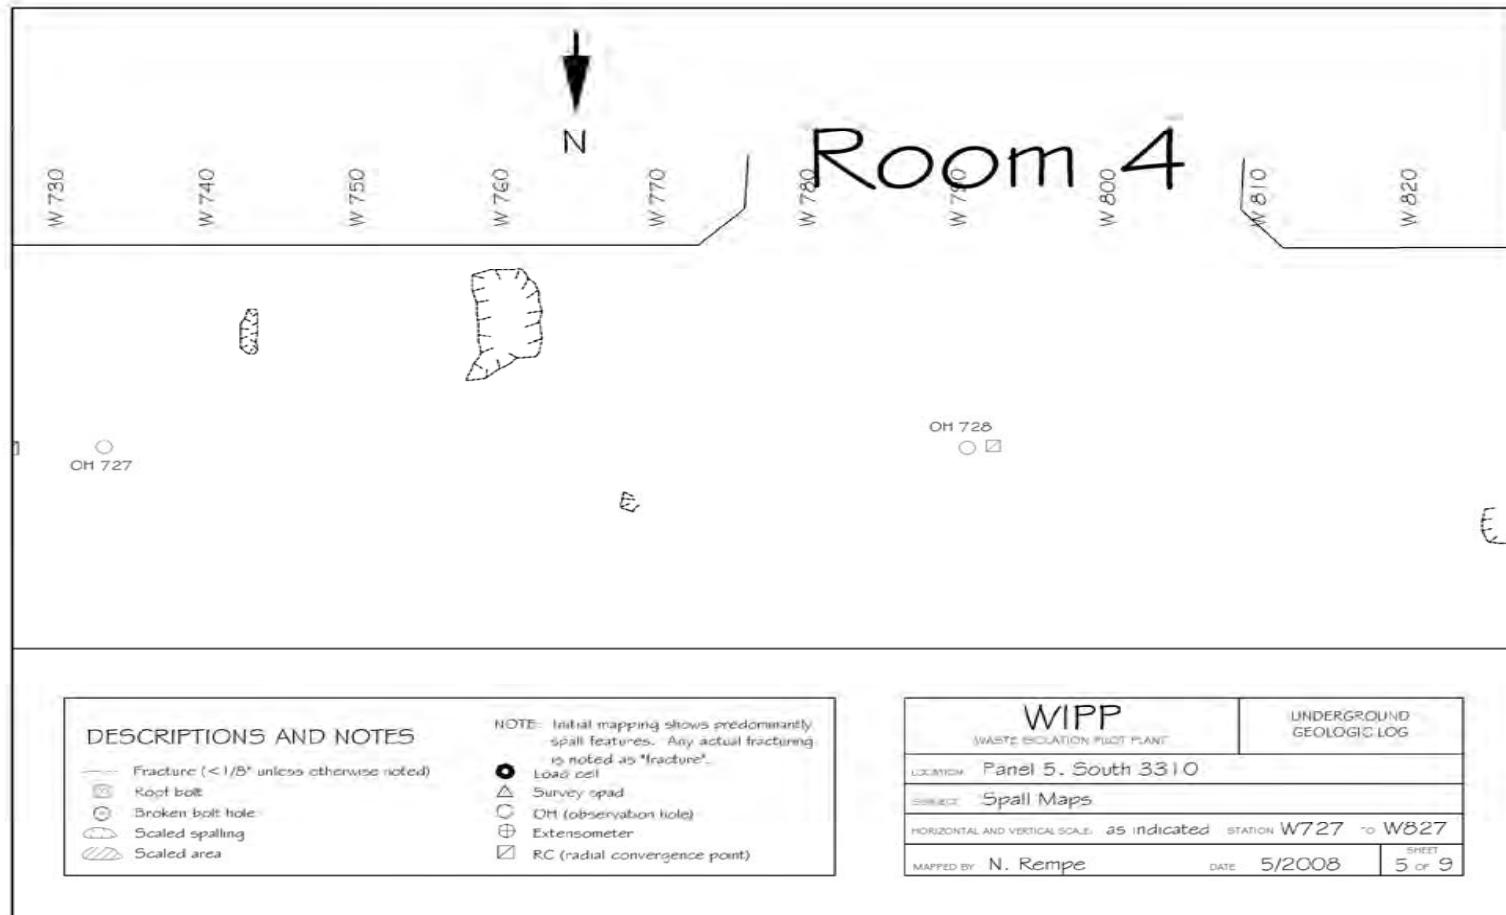 N
Room 4
W 730
W 740
W 750
W 760
W 770
W 780
W 790
W 800
W 810
W 820
OH 728
OH 727
DESCRIPTIONS AND NOTES
Fracture (<1/8" unless otherwise noted)
Roof bolt
Broken bolt hole
Scaled spalling
Scaled area
NOTE: Initial mapping shows predominantly
spall features. Any actual fracturing
is noted as "fracture".
Load cell
Survey spad
OH (observation hole)
Extensometer
RC (radial convergence point)
WIPP
WASTE ISOLATION PILOT PLANT
UNDERGROUND
GEOLOGIC LOG
LOCATION Panel 5. South 3310
SUBJECT Spall Maps
HORIZONTAL AND VERTICAL SCALE: as indicated STATION W727 TO W827
MAPPED BY N. Rempe DATE 5/2008
SHEET
5 OF 9